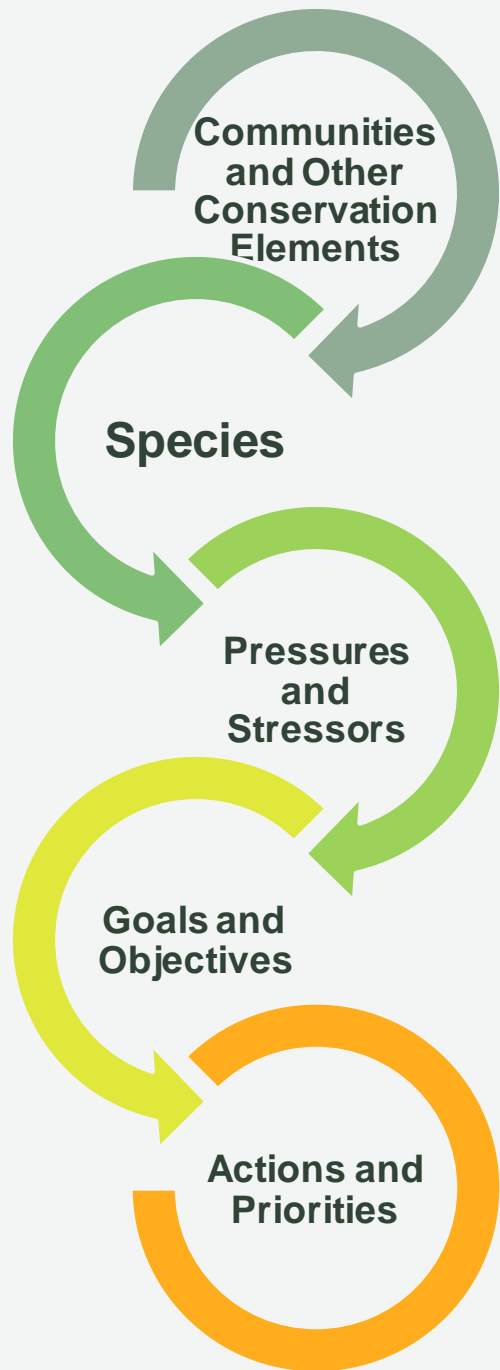 Communities
and Other
Conservation
Elements
Species
Pressures
and
Stressors
Goals and
Objectives
Actions and
Priorities